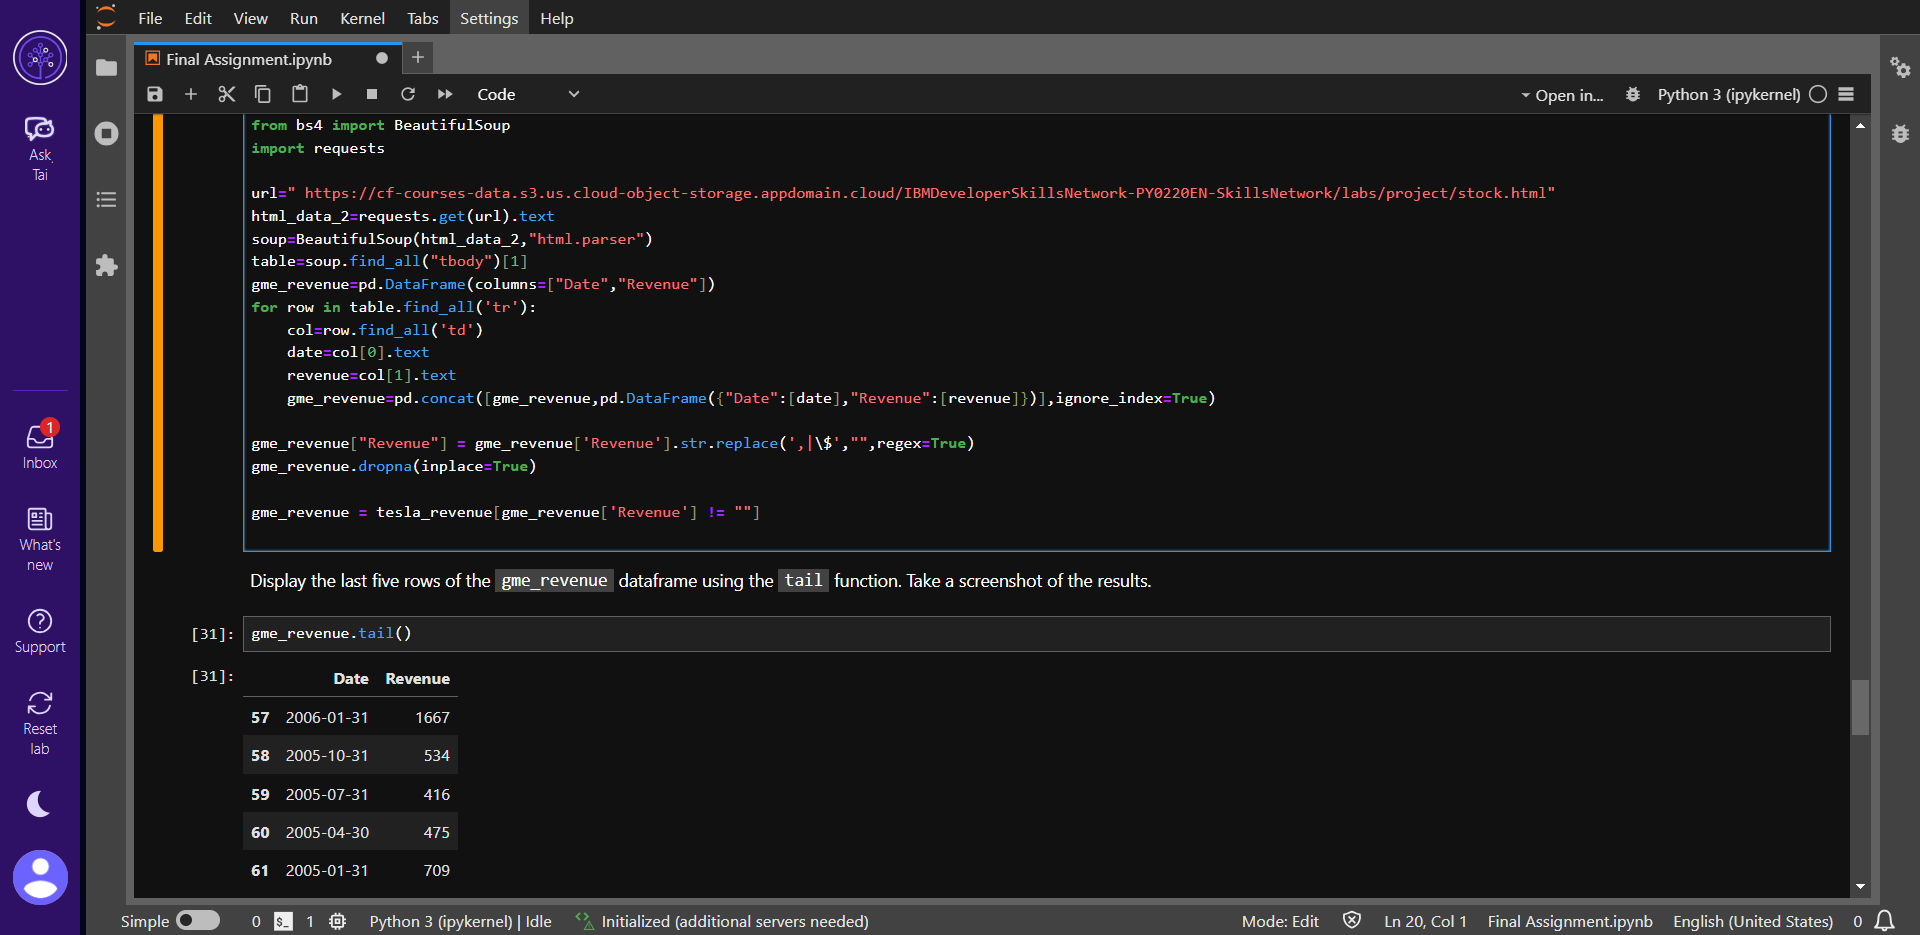 File Edit View Run Kernel Tabs Settings Help
Final Assignment.ipynb
Code
Open in...
Python 3 (ipykernel)
Ask
Tai
1
Inbox
What's
new
Support
Reset
lab
from bs4 import BeautifulSoup
import requests
url=" https://cf-courses-data.s3.us.cloud-object-storage.appdomain.cloud/IBMDeveloperSkillsNetwork-PY0220EN-SkillsNetwork/labs/project/stock.html"
html_data_2=requests.get(url).text
soup=BeautifulSoup(html_data_2,"html.parser")
table=soup.find_all("tbody")[1]
gme_revenue=pd.DataFrame(columns=["Date","Revenue"])
for row in table.find_all('tr'):
    col=row.find_all('td')
    date=col[0].text
    revenue=col[1].text
    gme_revenue=pd.concat([gme_revenue,pd.DataFrame({"Date":[date],"Revenue":[revenue]})],ignore_index=True)
gme_revenue["Revenue"] = gme_revenue['Revenue'].str.replace(',|\$',"",regex=True)
gme_revenue.dropna(inplace=True)
gme_revenue = tesla_revenue[gme_revenue['Revenue'] != ""]
Display the last five rows of the gme_revenue dataframe using the tail function. Take a screenshot of the results.
[31]: gme_revenue.tail()
[31]:
Date Revenue
57 2006-01-31 1667
58 2005-10-31 534
59 2005-07-31 416
60 2005-04-30 475
61 2005-01-31 709
Simple 0 $_ 1 Python 3 (ipykernel) | Idle Initialized (additional servers needed) Mode: Edit Ln 20, Col 1 Final Assignment.ipynb English (United States) 0